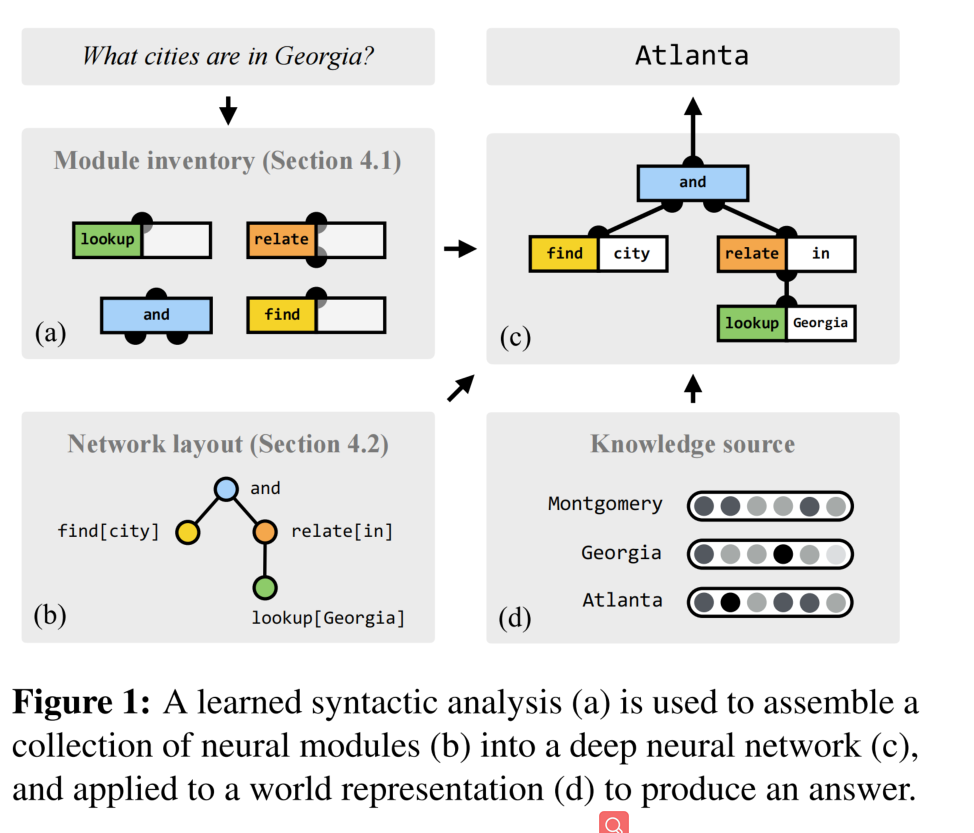 What cities are in Georgia?
Atlanta
Module inventory (Section 4.1)
lookup
relate
and
find
(a)
and
find
city
relate
in
lookup
Georgia
(c)
Network layout (Section 4.2)
and
find[city]
relate[in]
lookup[Georgia]
(b)
Knowledge source
Montgomery
Georgia
Atlanta
(d)
Figure 1: A learned syntactic analysis (a) is used to assemble a
collection of neural modules (b) into a deep neural network (c),
and applied to a world representation (d) to produce an answer.